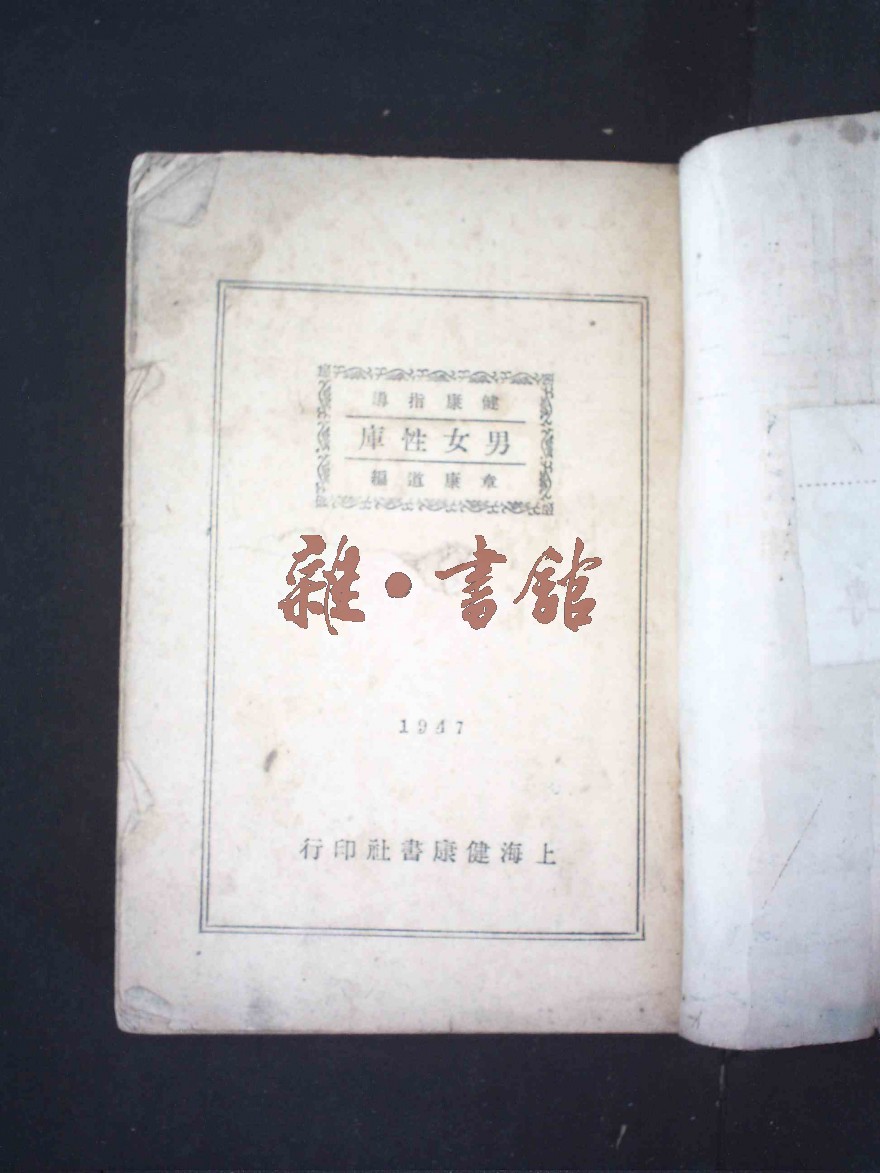 健康指導
男女性庫
章康道編
雜·書館
1947
上海健康書社印行